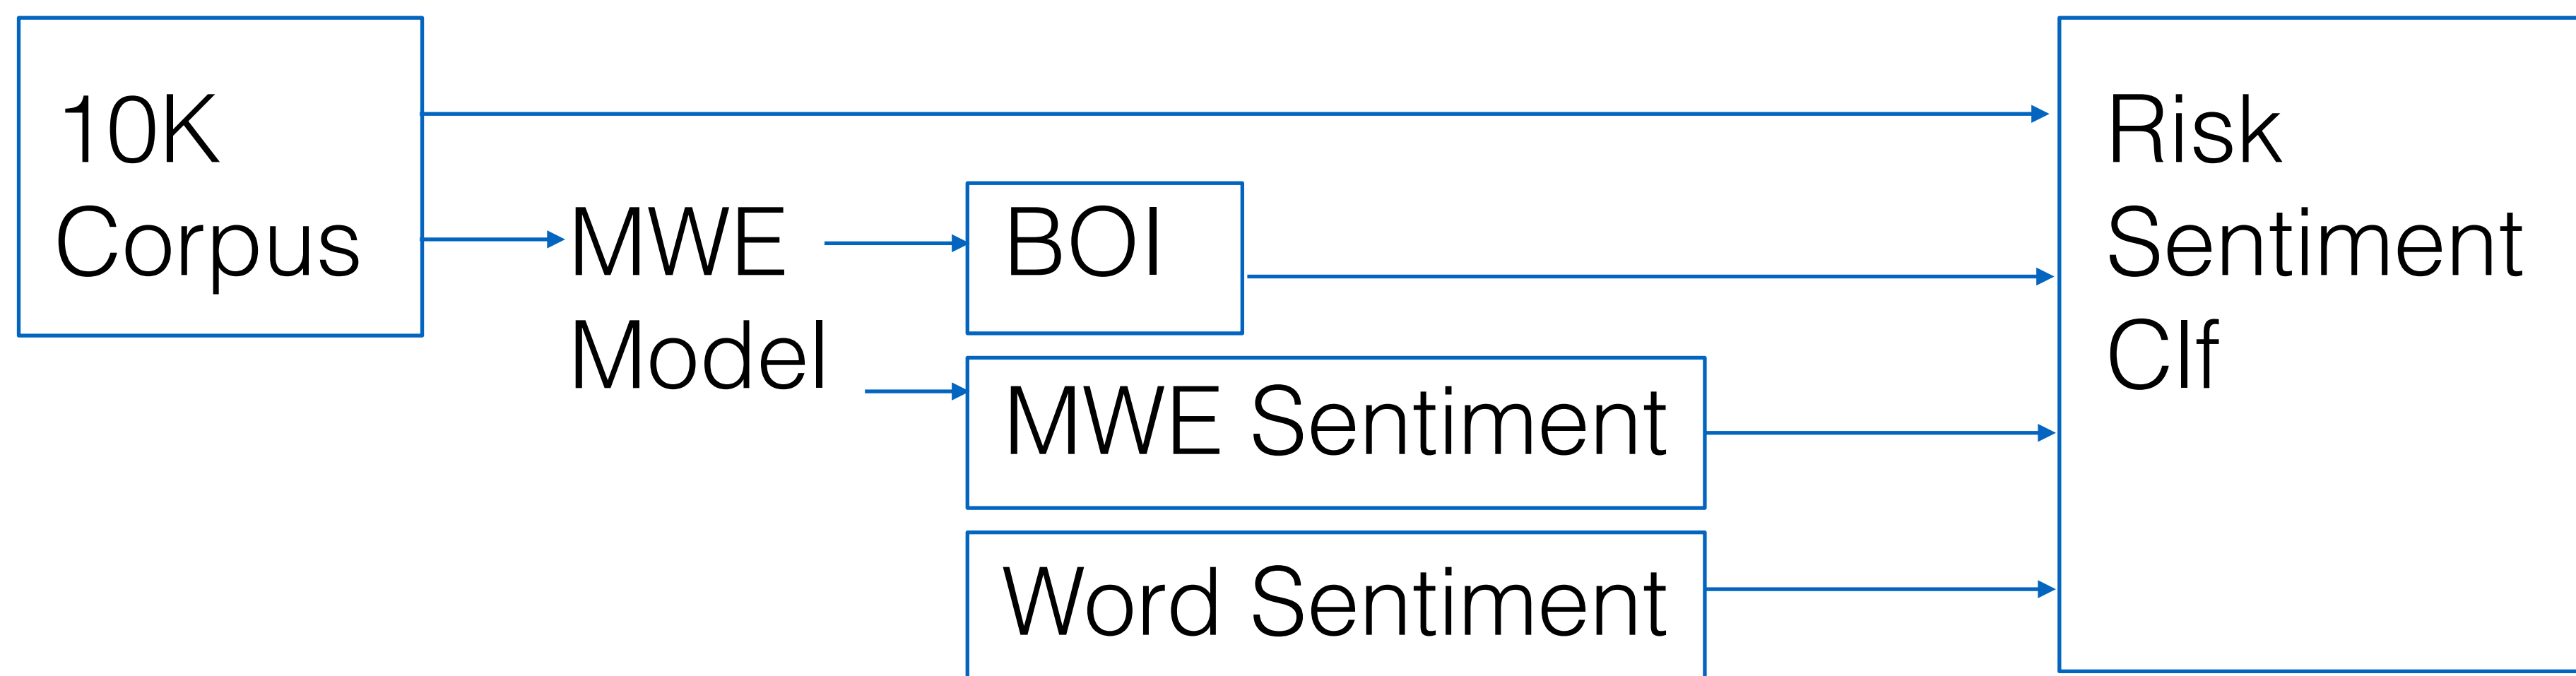 10K
Corpus
MWE
Model
BOI
MWE Sentiment
Word Sentiment
Risk
Sentiment
Clf